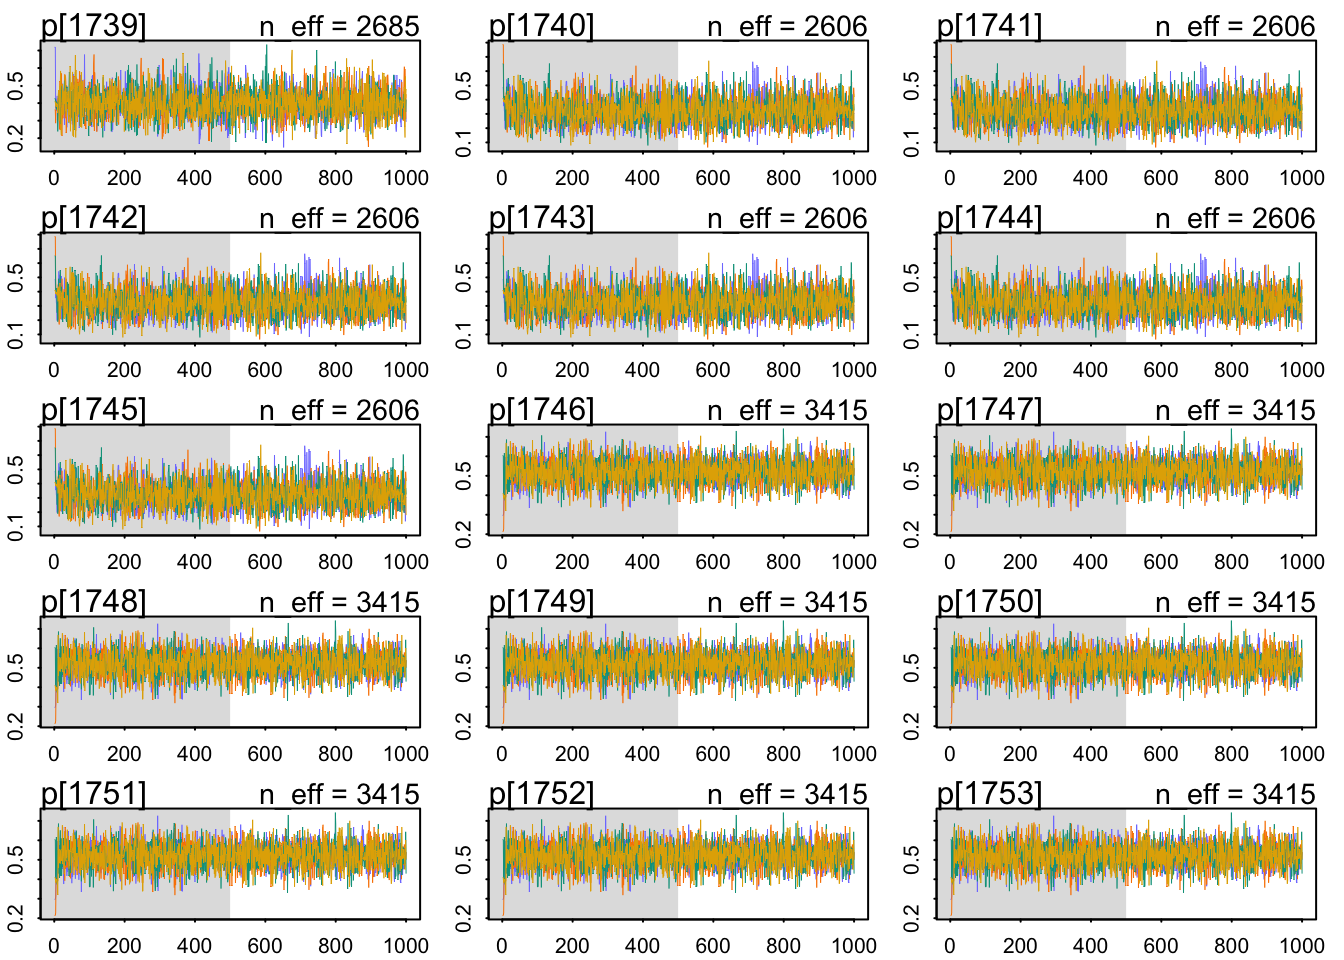 p[1739] n_eff = 2685 p[1740] n_eff = 2606 p[1741] n_eff = 2606
0.5 0.5 0.5
0.2 0.1 0.1
0 200 400 600 800 1000 0 200 400 600 800 1000 0 200 400 600 800 1000
p[1742] n_eff = 2606 p[1743] n_eff = 2606 p[1744] n_eff = 2606
0.5 0.5 0.5
0.1 0.1 0.1
0 200 400 600 800 1000 0 200 400 600 800 1000 0 200 400 600 800 1000
p[1745] n_eff = 2606 p[1746] n_eff = 3415 p[1747] n_eff = 3415
0.5 0.5 0.5
0.1 0.2 0.2
0 200 400 600 800 1000 0 200 400 600 800 1000 0 200 400 600 800 1000
p[1748] n_eff = 3415 p[1749] n_eff = 3415 p[1750] n_eff = 3415
0.5 0.5 0.5
0.2 0.2 0.2
0 200 400 600 800 1000 0 200 400 600 800 1000 0 200 400 600 800 1000
p[1751] n_eff = 3415 p[1752] n_eff = 3415 p[1753] n_eff = 3415
0.5 0.5 0.5
0.2 0.2 0.2
0 200 400 600 800 1000 0 200 400 600 800 1000 0 200 400 600 800 1000